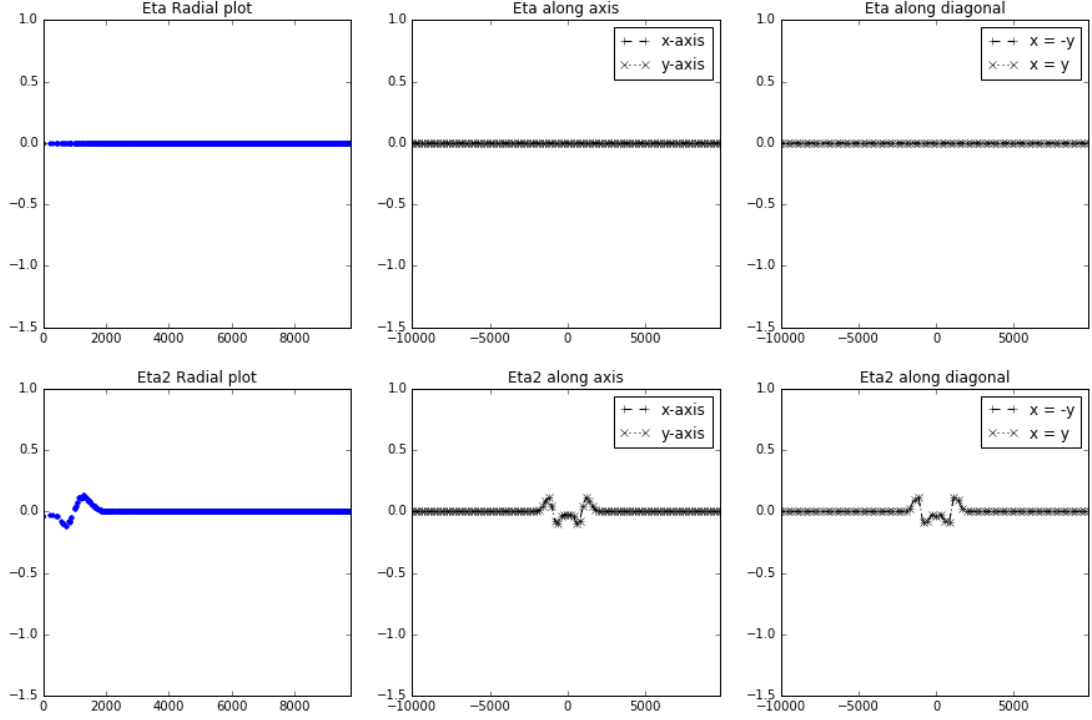 Eta Radial plot
1.0
0.5
0.0
−0.5
−1.0
−1.5
0 2000 4000 6000 8000
Eta along axis
x-axis
y-axis
1.0
0.5
0.0
−0.5
−1.0
−1.5
−10000 −5000 0 5000
Eta along diagonal
x = -y
x = y
1.0
0.5
0.0
−0.5
−1.0
−1.5
−10000 −5000 0 5000
Eta2 Radial plot
1.0
0.5
0.0
−0.5
−1.0
−1.5
0 2000 4000 6000 8000
Eta2 along axis
x-axis
y-axis
1.0
0.5
0.0
−0.5
−1.0
−1.5
−10000 −5000 0 5000
Eta2 along diagonal
x = -y
x = y
1.0
0.5
0.0
−0.5
−1.0
−1.5
−10000 −5000 0 5000